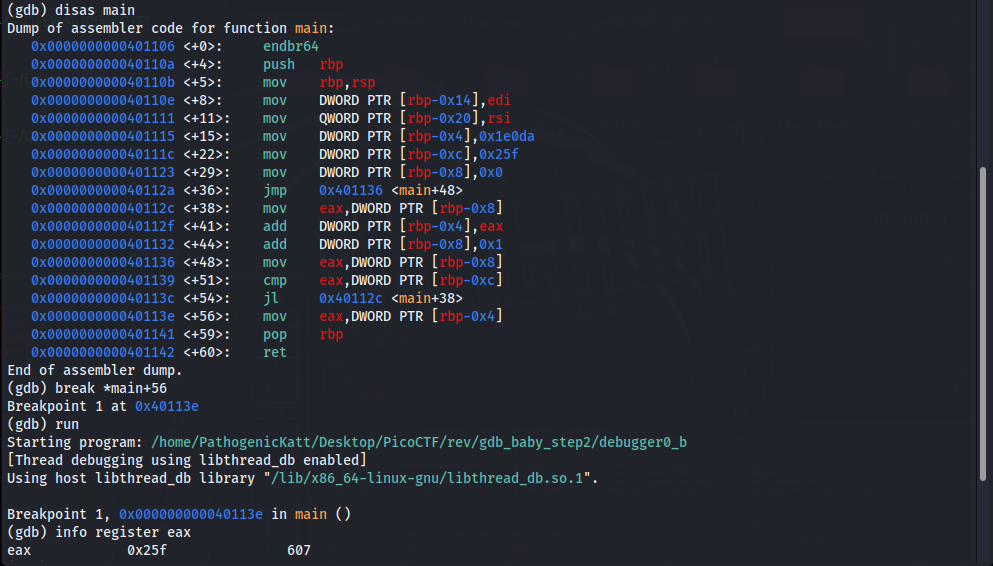 (gdb) disas main
Dump of assembler code for function main:
   0x0000000000401106 <+0>:     endbr64
   0x000000000040110a <+4>:     push   rbp
   0x000000000040110b <+5>:     mov    rbp,rsp
   0x000000000040110e <+8>:     mov    DWORD PTR [rbp-0x14],edi
   0x0000000000401111 <+11>:    mov    QWORD PTR [rbp-0x20],rsi
   0x0000000000401115 <+15>:    mov    DWORD PTR [rbp-0x4],0x1e0da
   0x000000000040111c <+22>:    mov    DWORD PTR [rbp-0xc],0x25f
   0x0000000000401123 <+29>:    mov    DWORD PTR [rbp-0x8],0x0
   0x000000000040112a <+36>:    jmp    0x401136 <main+48>
   0x000000000040112c <+38>:    mov    eax,DWORD PTR [rbp-0x8]
   0x000000000040112f <+41>:    add    DWORD PTR [rbp-0x4],eax
   0x0000000000401132 <+44>:    add    DWORD PTR [rbp-0x8],0x1
   0x0000000000401136 <+48>:    mov    eax,DWORD PTR [rbp-0x8]
   0x0000000000401139 <+51>:    cmp    eax,DWORD PTR [rbp-0xc]
   0x000000000040113c <+54>:    jl     0x40112c <main+38>
   0x000000000040113e <+56>:    mov    eax,DWORD PTR [rbp-0x4]
   0x0000000000401141 <+59>:    pop    rbp
   0x0000000000401142 <+60>:    ret
End of assembler dump.
(gdb) break *main+56
Breakpoint 1 at 0x40113e
(gdb) run
Starting program: /home/PathogenicKatt/Desktop/PicoCTF/rev/gdb_baby_step2/debugger0_b
[Thread debugging using libthread_db enabled]
Using host libthread_db library "/lib/x86_64-linux-gnu/libthread_db.so.1".

Breakpoint 1, 0x000000000040113e in main ()
(gdb) info register eax
eax            0x25f               607